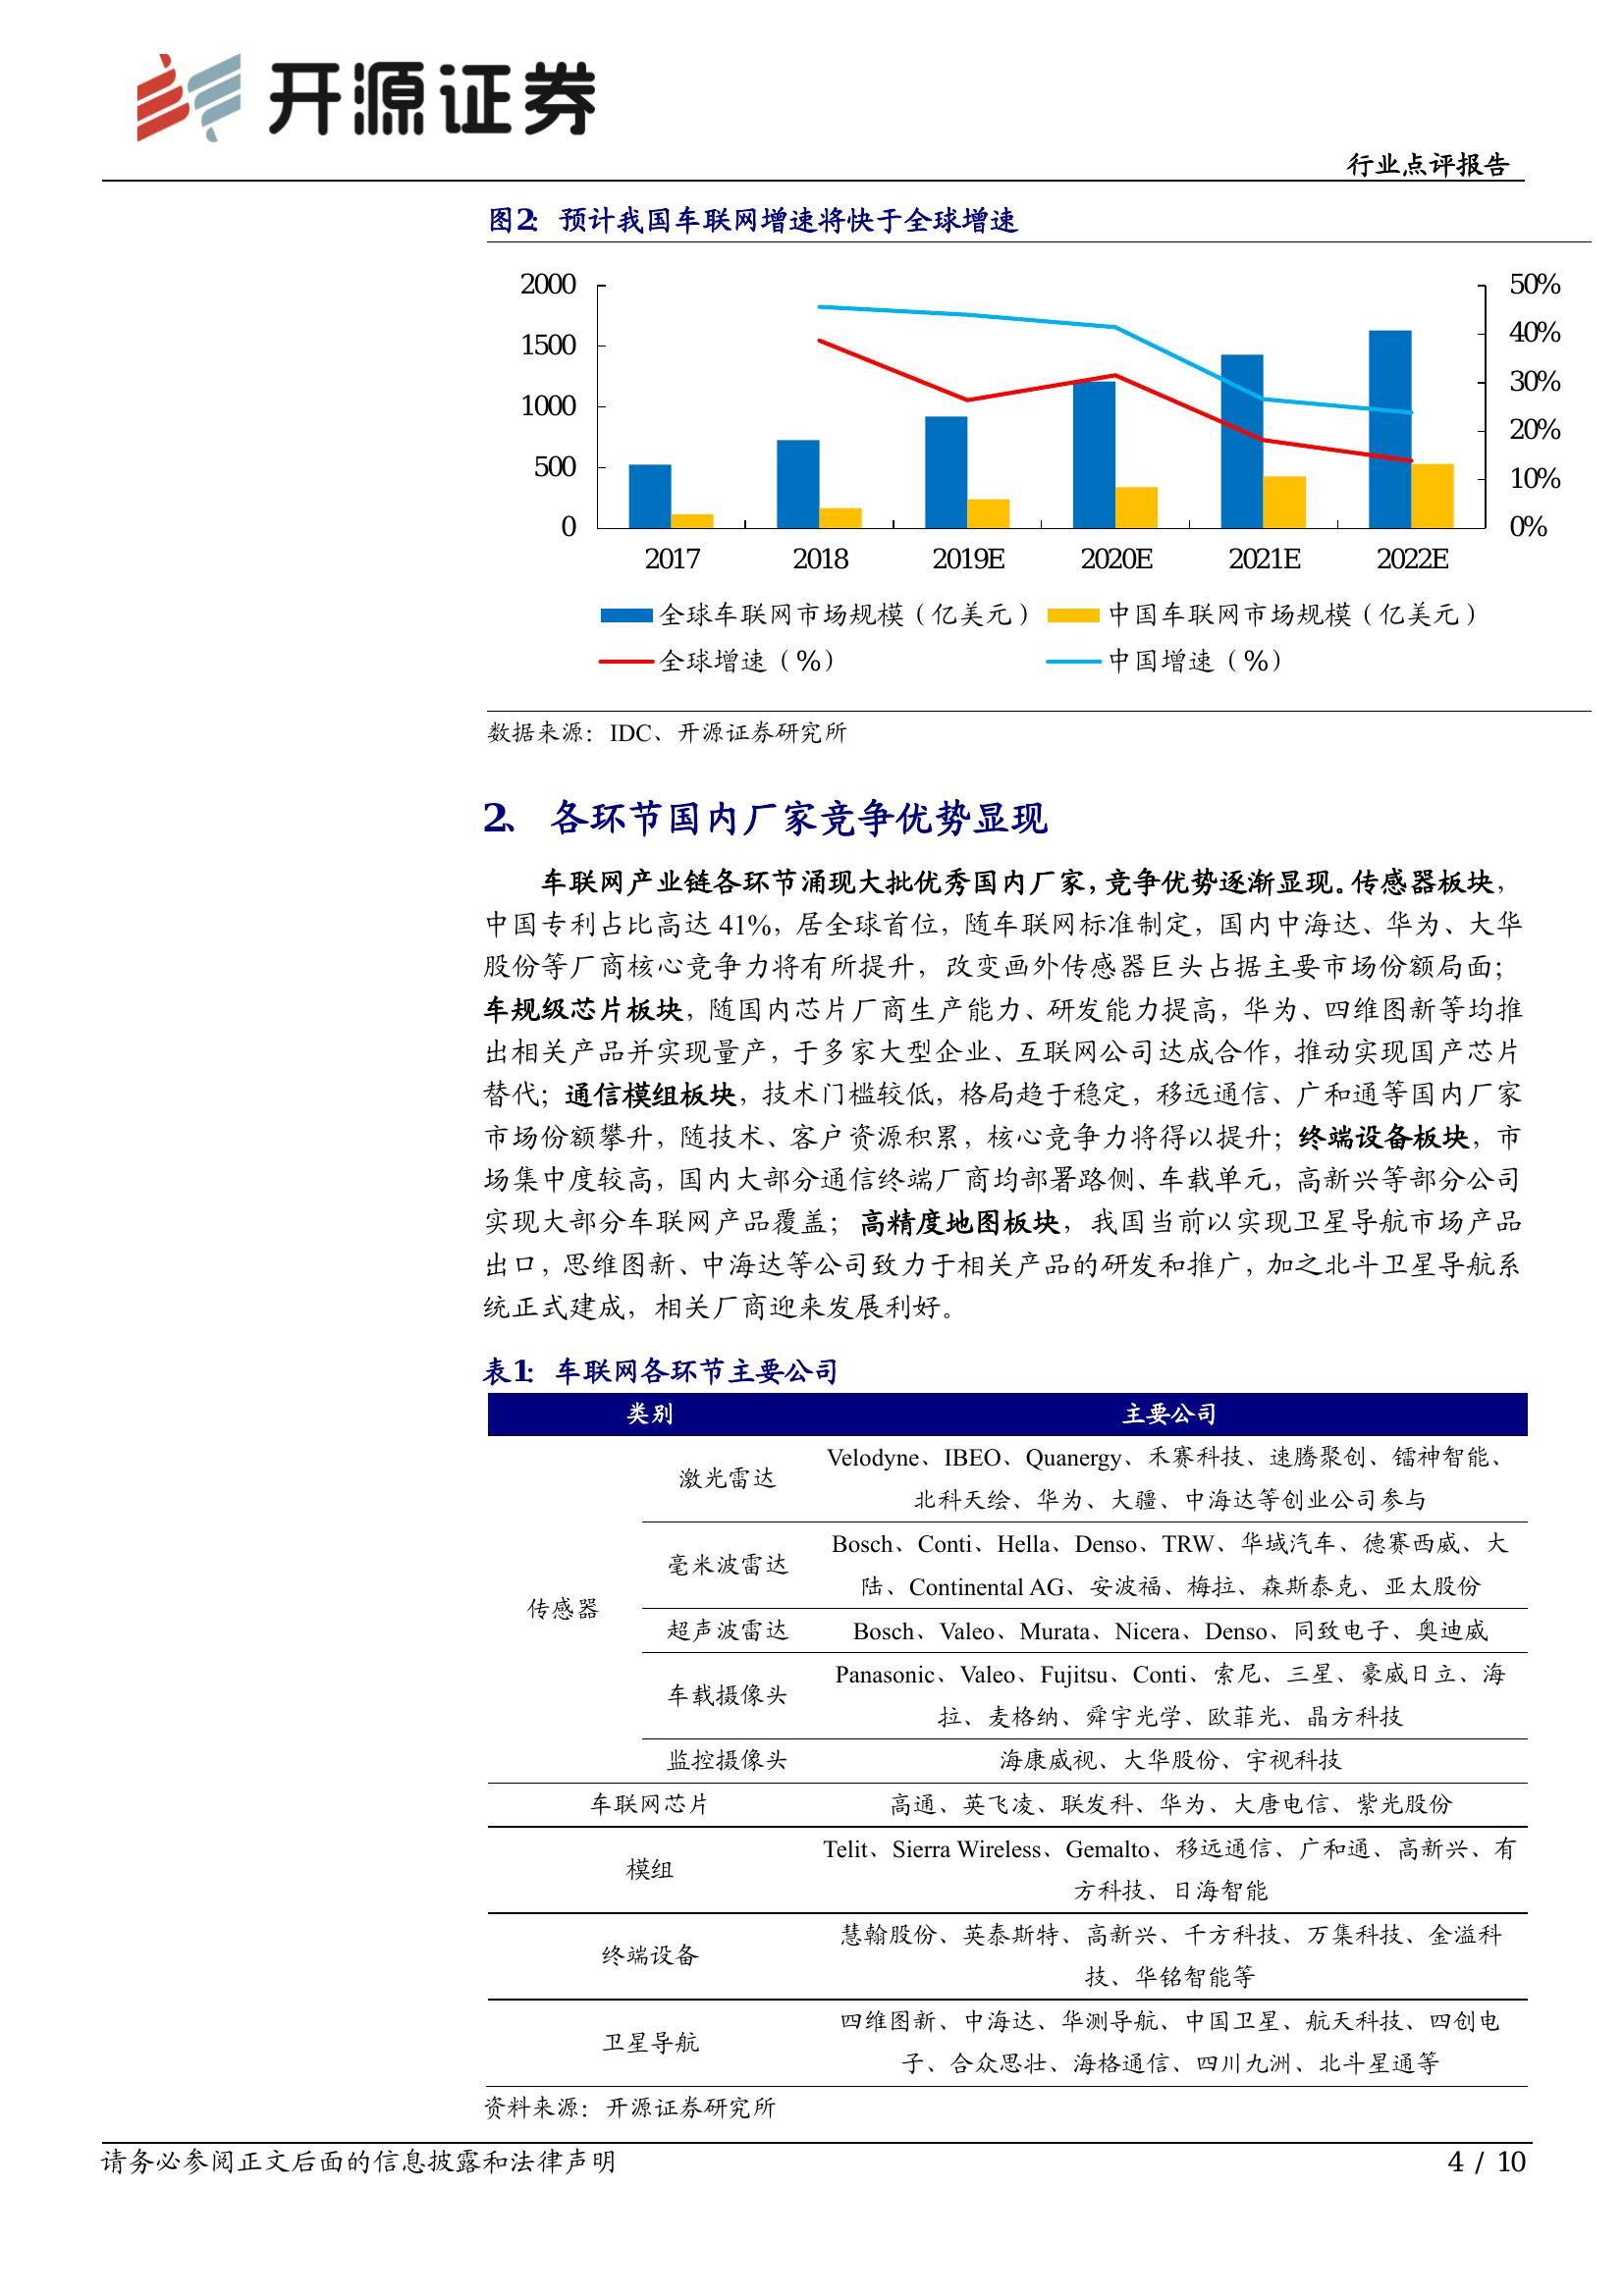 开源证券
行业点评报告
图2： 预计我国车联网增速将快于全球增速
2000
1500
1000
500
0
50%
40%
30%
20%
10%
0%
2017 2018 2019E 2020E 2021E 2022E
全球车联网市场规模（亿美元） 中国车联网市场规模（亿美元）
全球增速（%） 中国增速（%）
数据来源：IDC、开源证券研究所
2、 各环节国内厂家竞争优势显现
车联网产业链各环节涌现大批优秀国内厂家，竞争优势逐渐显现。传感器板块，
中国专利占比高达 41%，居全球首位，随车联网标准制定，国内中海达、华为、大华
股份等厂商核心竞争力将有所提升，改变画外传感器巨头占据主要市场份额局面；
车规级芯片板块，随国内芯片厂商生产能力、研发能力提高，华为、四维图新等均推
出相关产品并实现量产，于多家大型企业、互联网公司达成合作，推动实现国产芯片
替代；通信模组板块，技术门槛较低，格局趋于稳定，移远通信、广和通等国内厂家
市场份额攀升，随技术、客户资源积累，核心竞争力将得以提升；终端设备板块，市
场集中度较高，国内大部分通信终端厂商均部署路侧、车载单元，高新兴等部分公司
实现大部分车联网产品覆盖；高精度地图板块，我国当前以实现卫星导航市场产品
出口，思维图新、中海达等公司致力于相关产品的研发和推广，加之北斗卫星导航系
统正式建成，相关厂商迎来发展利好。
表1： 车联网各环节主要公司
类别 主要公司
传感器
激光雷达
Velodyne、IBEO、Quanergy、禾赛科技、速腾聚创、镭神智能、
北科天绘、华为、大疆、中海达等创业公司参与
毫米波雷达
Bosch、Conti、Hella、Denso、TRW、华域汽车、德赛西威、大
陆、Continental AG、安波福、梅拉、森斯泰克、亚太股份
超声波雷达 Bosch、Valeo、Murata、Nicera、Denso、同致电子、奥迪威
车载摄像头
Panasonic、Valeo、Fujitsu、Conti、索尼、三星、豪威日立、海
拉、麦格纳、舜宇光学、欧菲光、晶方科技
监控摄像头 海康威视、大华股份、宇视科技
车联网芯片 高通、英飞凌、联发科、华为、大唐电信、紫光股份
模组
Telit、Sierra Wireless、Gemalto、移远通信、广和通、高新兴、有
方科技、日海智能
终端设备
慧翰股份、英泰斯特、高新兴、千方科技、万集科技、金溢科
技、华铭智能等
卫星导航
四维图新、中海达、华测导航、中国卫星、航天科技、四创电
子、合众思壮、海格通信、四川九洲、北斗星通等
资料来源：开源证券研究所
请务必参阅正文后面的信息披露和法律声明
4 / 10